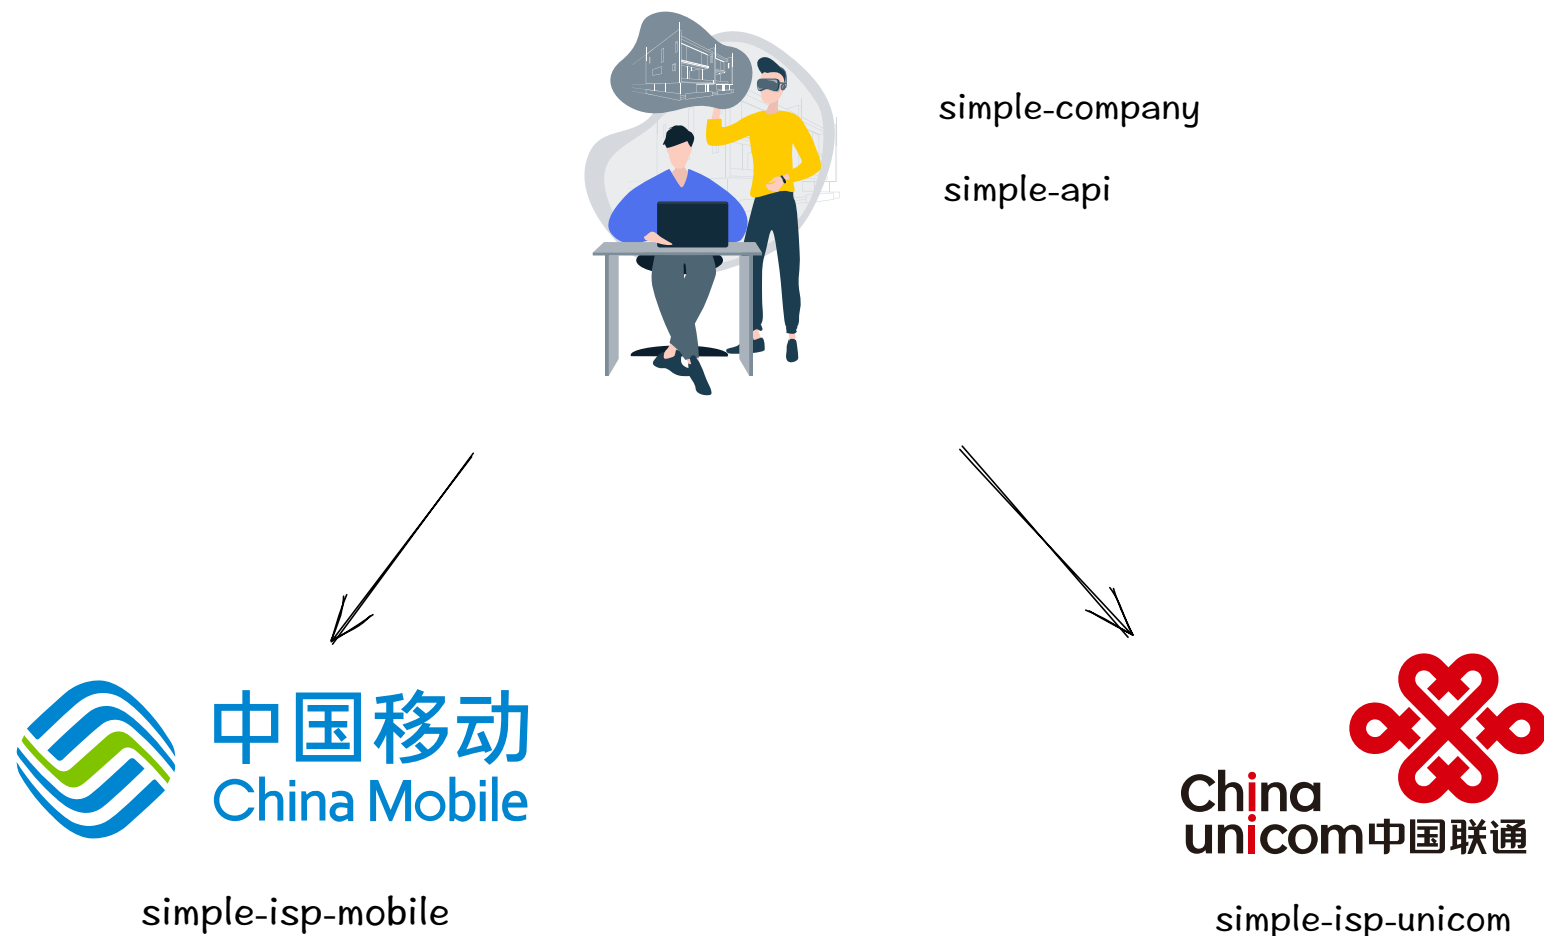 simple-company
simple-api
中国移动
China Mobile
simple-isp-mobile
China
unicom中国联通
simple-isp-unicom